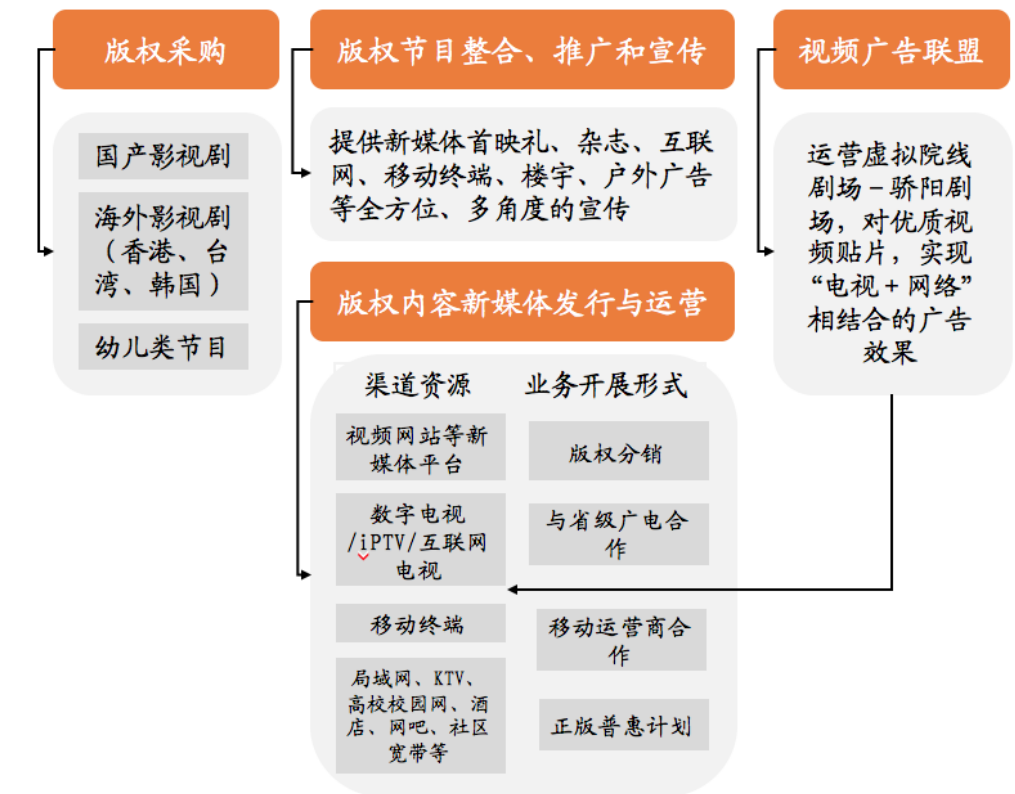 版权采购
国产影视剧
海外影视剧
（香港、台
湾、韩国）
幼儿类节目
版权节目整合、推广和宣传
提供新媒体首映礼、杂志、互联
网、移动终端、楼宇、户外广告
等全方位、多角度的宣传
版权内容新媒体发行与运营
渠道资源
视频网站等新
媒体平台
数字电视
/iPTV/互联网
电视
移动终端
局域网、KTV、
高校校园网、酒
店、网吧、社区
宽带等
业务开展形式
版权分销
与省级广电合
作
移动运营商合
作
正版普惠计划
视频广告联盟
运营虚拟院线
剧场－骄阳剧
场，对优质视
频贴片，实现
“电视＋网络”
相结合的广告
效果